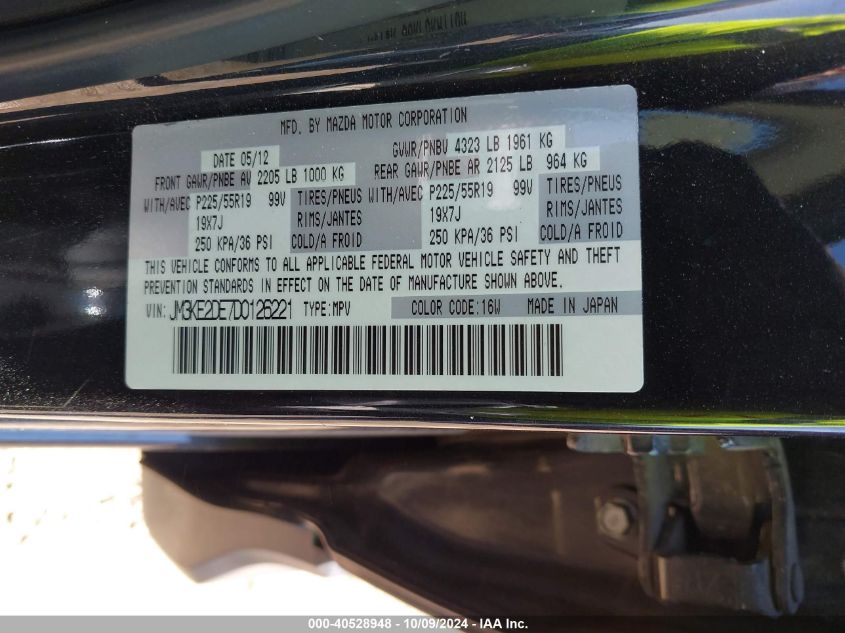 MFD. BY MAZDA MOTOR CORPORATION
DATE 05/12 GVWR/PNBV 4323 LB 1961 KG
FRONT GAWR/PNBE AV 2205 LB 1000 KG REAR GAWR/PNBE AR 2125 LB 964 KG
WITH/AVEC P225/55R19 99V TIRES/PNEUS WITH/AVEC P225/55R19 99V TIRES/PNEUS
19X7J RIMS/JANTES 19X7J RIMS/JANTES
250 KPA/36 PSI COLD/A FROID 250 KPA/36 PSI COLD/A FROID
THIS VEHICLE CONFORMS TO ALL APPLICABLE FEDERAL MOTOR VEHICLE SAFETY AND THEFT
PREVENTION STANDARDS IN EFFECT ON THE DATE OF MANUFACTURE SHOWN ABOVE.
VIN: JM3KE2DE7D0126221 TYPE:MPV COLOR CODE:16W MADE IN JAPAN
000-40528948 - 10/09/2024 - IAA Inc.